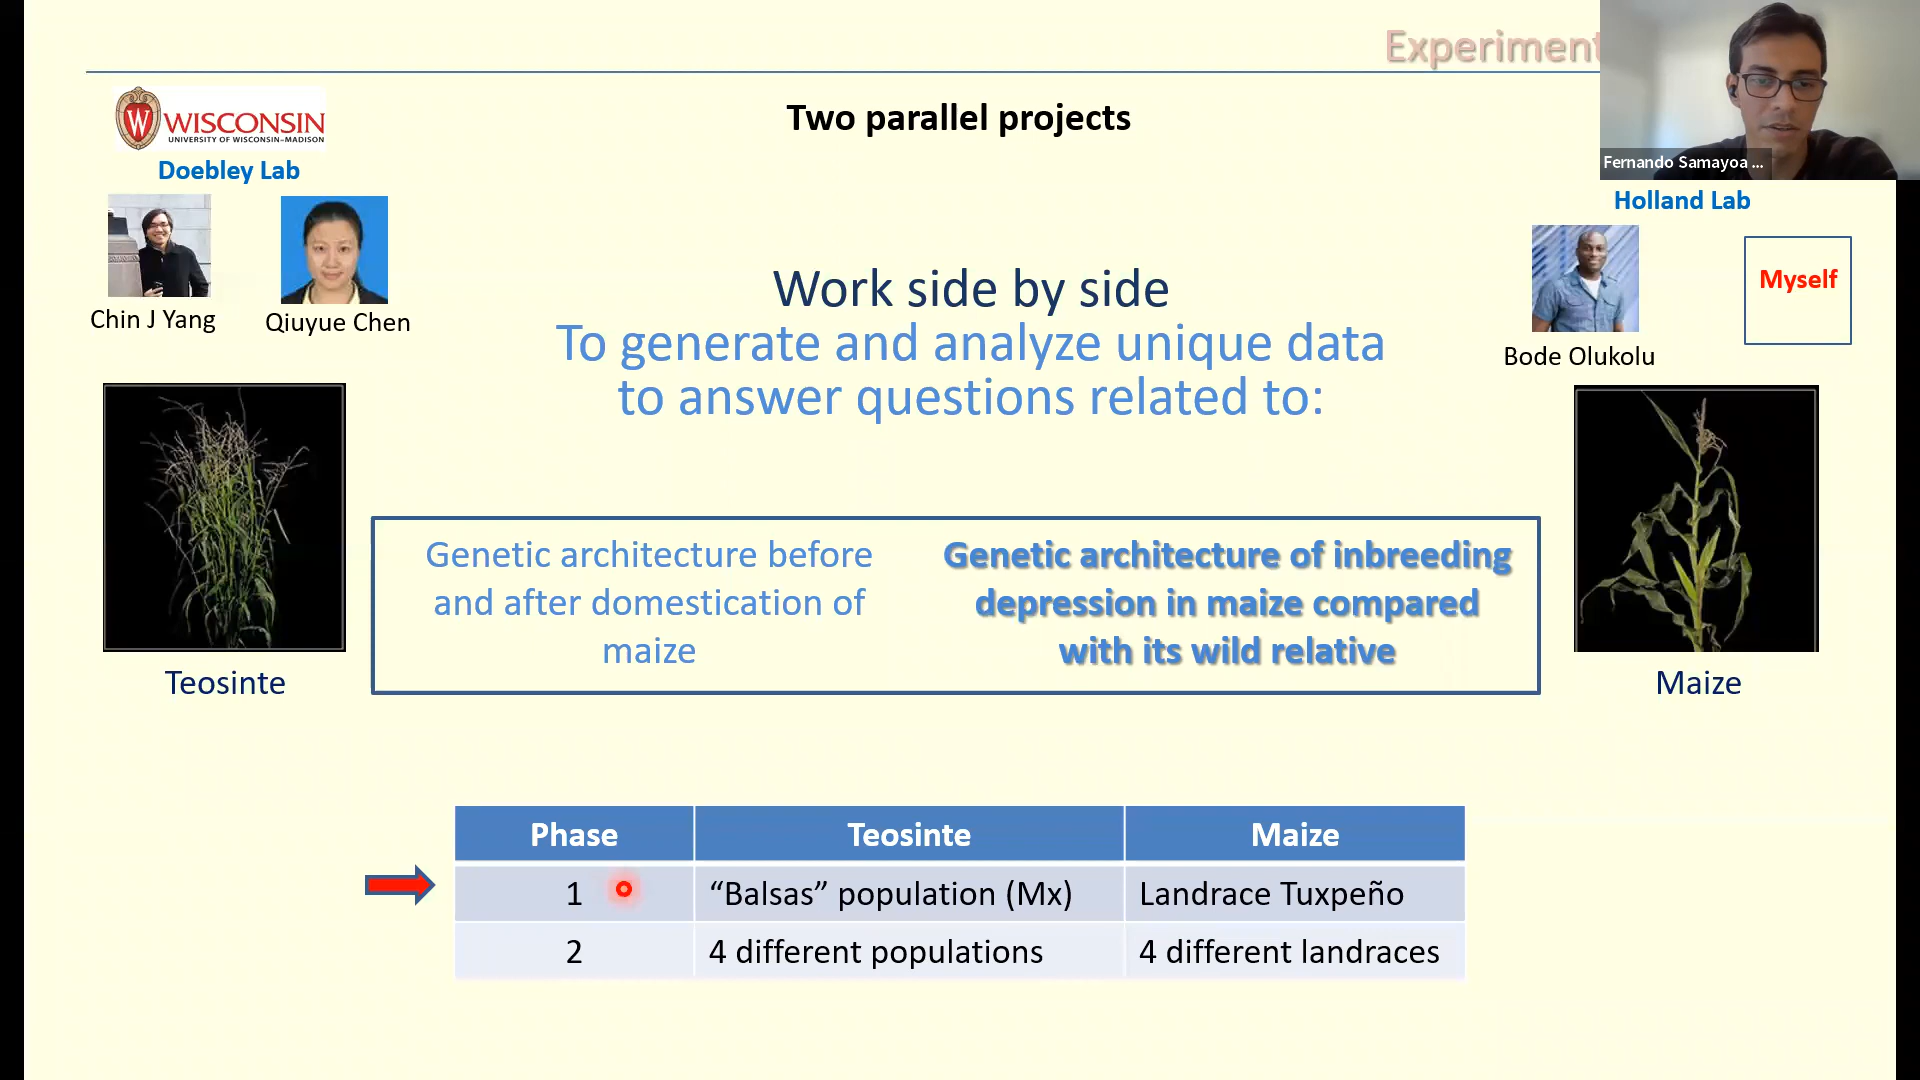 Experiment
WISCONSIN
UNIVERSITY OF WISCONSIN–MADISON
Two parallel projects
Fernando Samayoa ...
Doebley Lab
Holland Lab
Myself
Chin J Yang
Qiuyue Chen
Bode Olukolu
Work side by side
To generate and analyze unique data
to answer questions related to:
Genetic architecture before
and after domestication of
maize
Genetic architecture of inbreeding
depression in maize compared
with its wild relative
Teosinte
Maize
Phase Teosinte Maize
1 “Balsas” population (Mx) Landrace Tuxpeño
2 4 different populations 4 different landraces